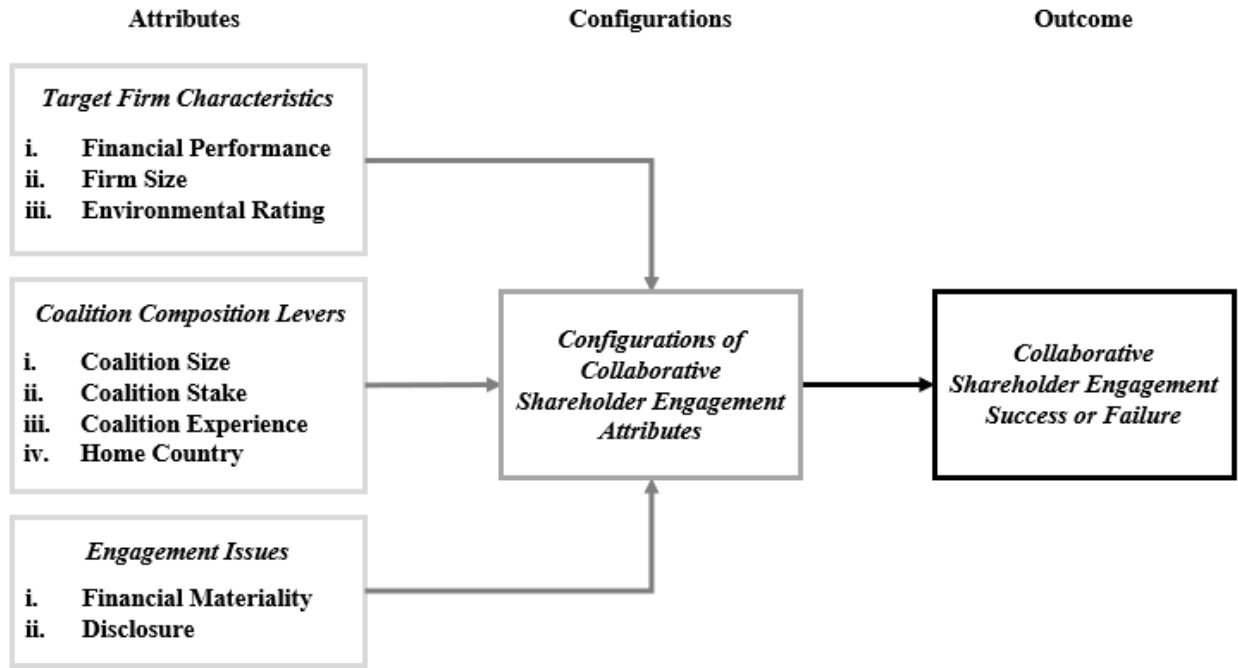 Attributes
Configurations
Outcome
Target Firm Characteristics
i. Financial Performance
ii. Firm Size
iii. Environmental Rating
Coalition Composition Levers
i. Coalition Size
ii. Coalition Stake
iii. Coalition Experience
iv. Home Country
Engagement Issues
i. Financial Materiality
ii. Disclosure
Configurations of
Collaborative
Shareholder Engagement
Attributes
Collaborative
Shareholder Engagement
Success or Failure